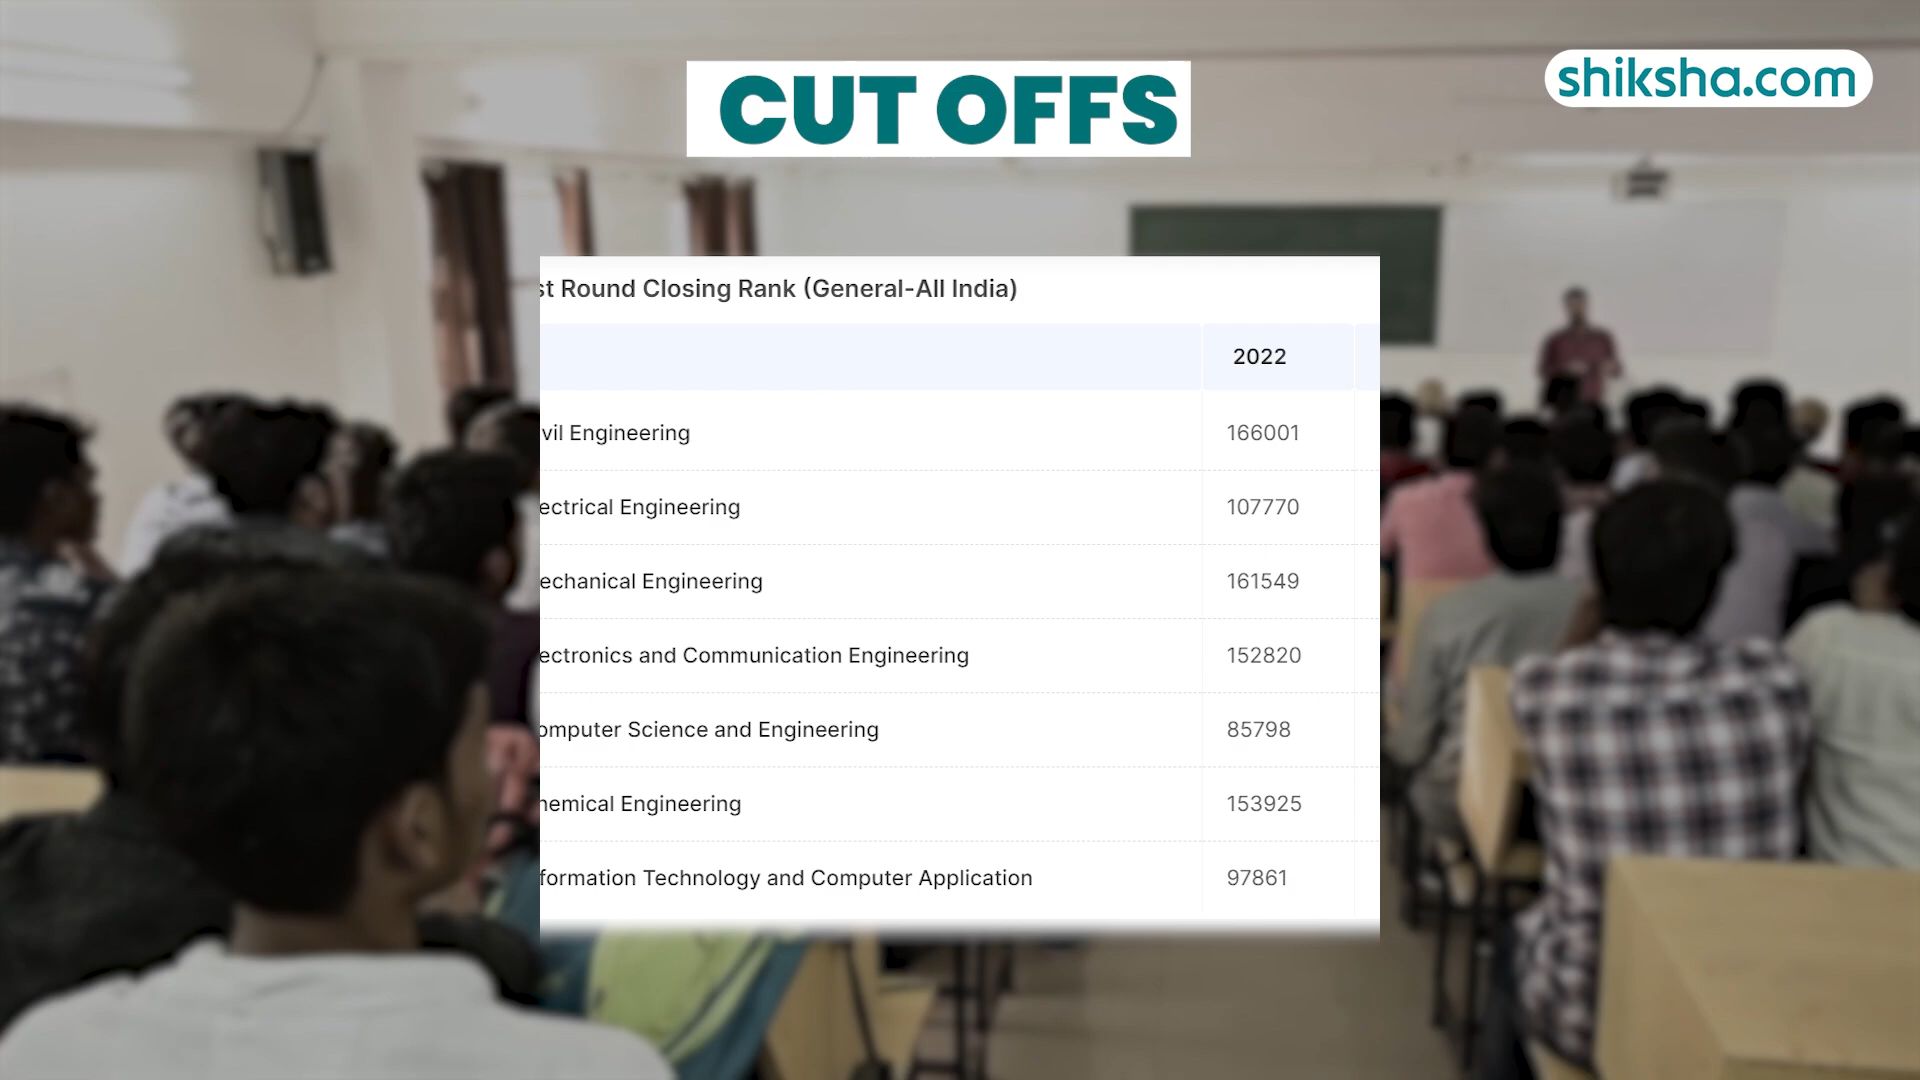 CUT OFFS
shiksha.com
st Round Closing Rank (General-All India)
2022
vil Engineering 166001
ectrical Engineering 107770
echanical Engineering 161549
ectronics and Communication Engineering 152820
omputer Science and Engineering 85798
hemical Engineering 153925
formation Technology and Computer Application 97861